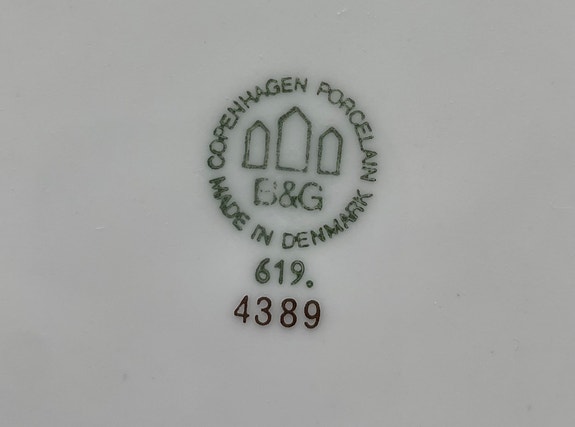 COPENHAGEN PORCELAIN
B&G
MADE IN DENMARK
619.
4389